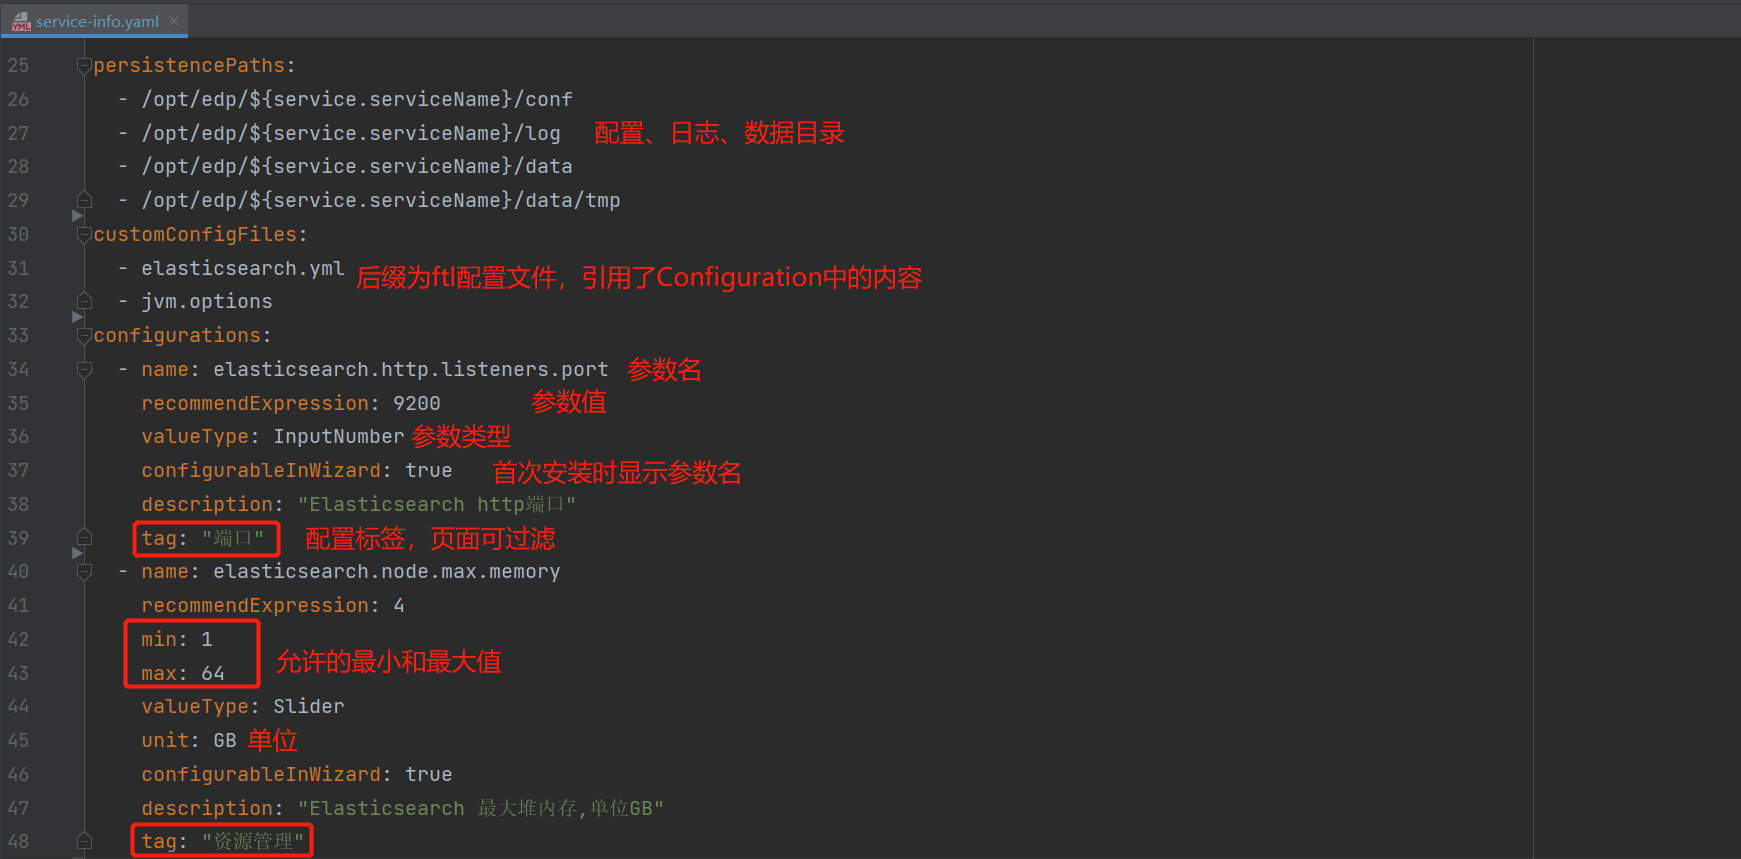 service-info.yaml
25 persistencePaths:
26 - /opt/edp/${service.serviceName}/conf
27 - /opt/edp/${service.serviceName}/log 配置、日志、数据目录
28 - /opt/edp/${service.serviceName}/data
29 - /opt/edp/${service.serviceName}/data/tmp
30 customConfigFiles:
31 - elasticsearch.yml 后缀为ftl配置文件，引用了Configuration中的内容
32 - jvm.options
33 configurations:
34 - name: elasticsearch.http.listeners.port 参数名
35 recommendExpression: 9200 参数值
36 valueType: InputNumber 参数类型
37 configurableInWizard: true 首次安装时显示参数名
38 description: "Elasticsearch http端口"
39 tag: "端口" 配置标签，页面可过滤
40 - name: elasticsearch.node.max.memory
41 recommendExpression: 4
42 min: 1
43 max: 64 允许的最小和最大值
44 valueType: Slider
45 unit: GB 单位
46 configurableInWizard: true
47 description: "Elasticsearch 最大堆内存,单位GB"
48 tag: "资源管理"